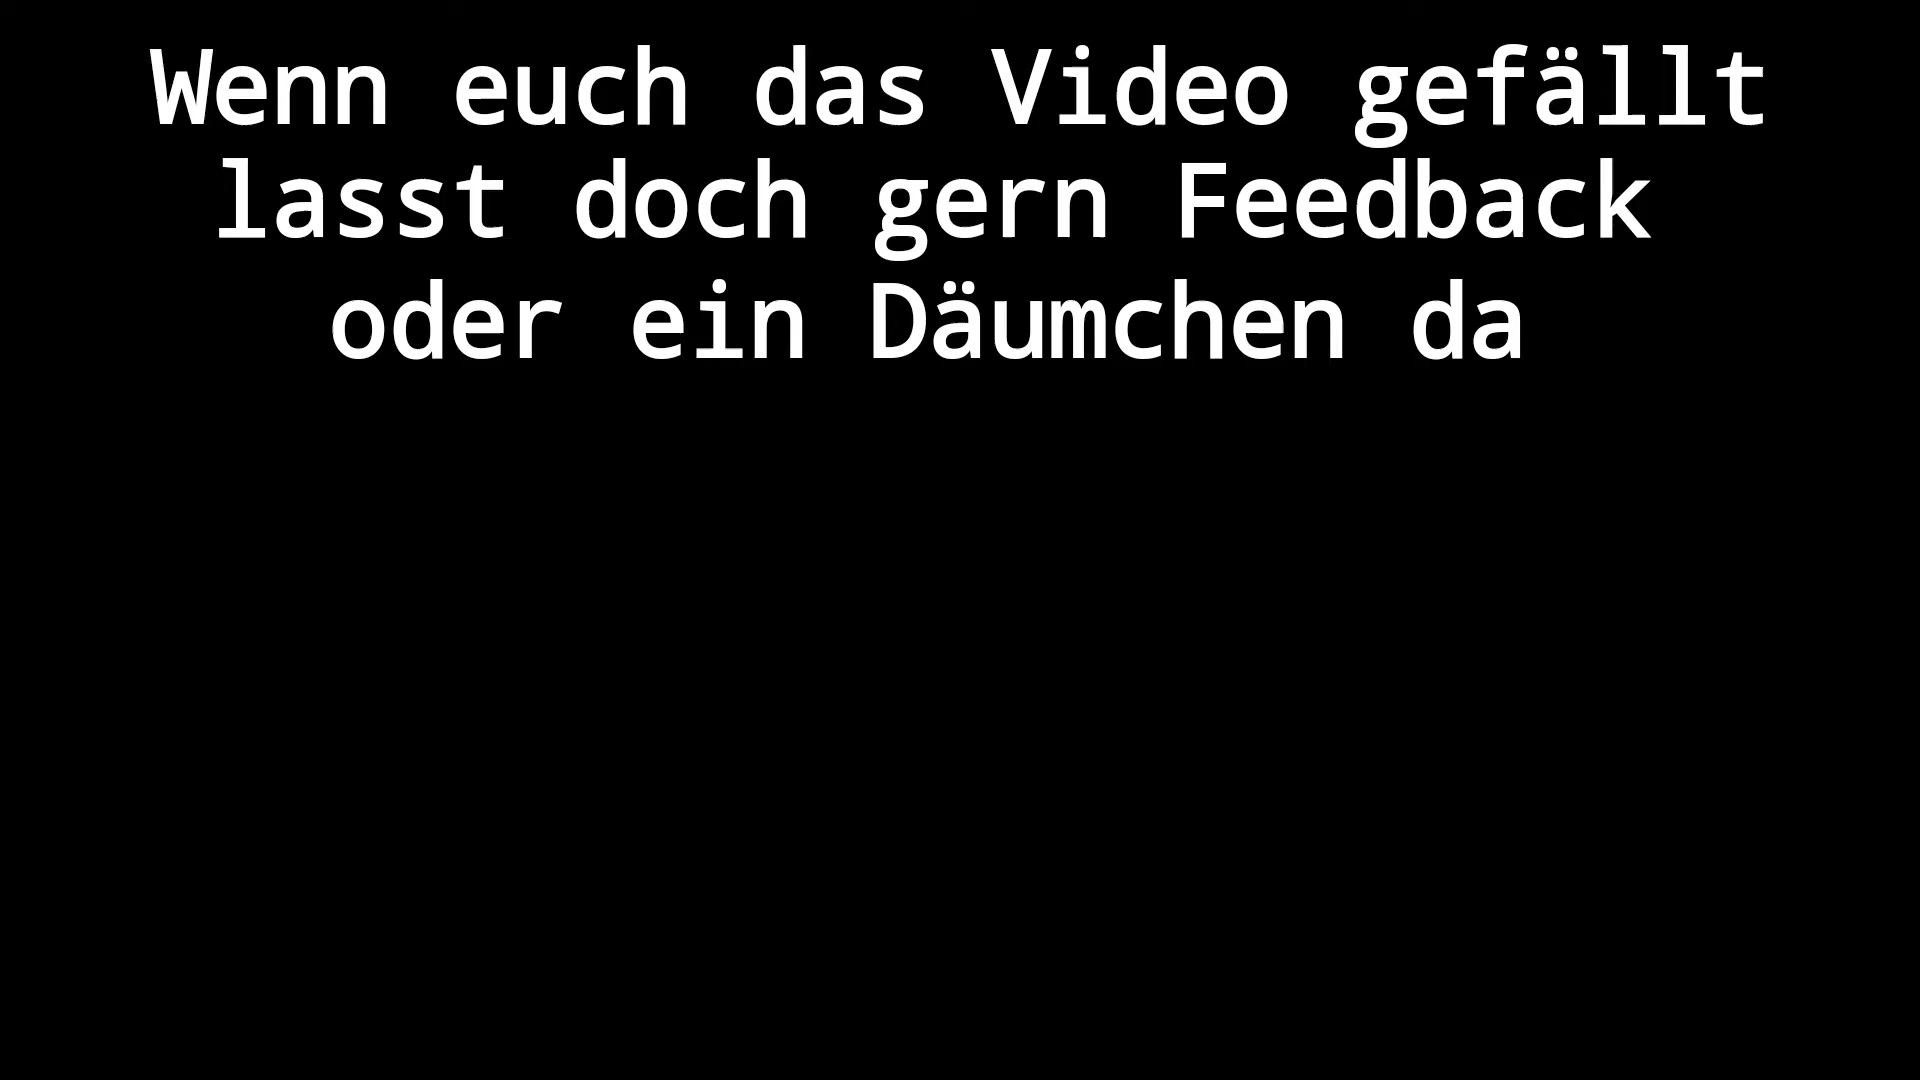 Wenn euch das Video gefällt
lasst doch gern Feedback
oder ein Däumchen da